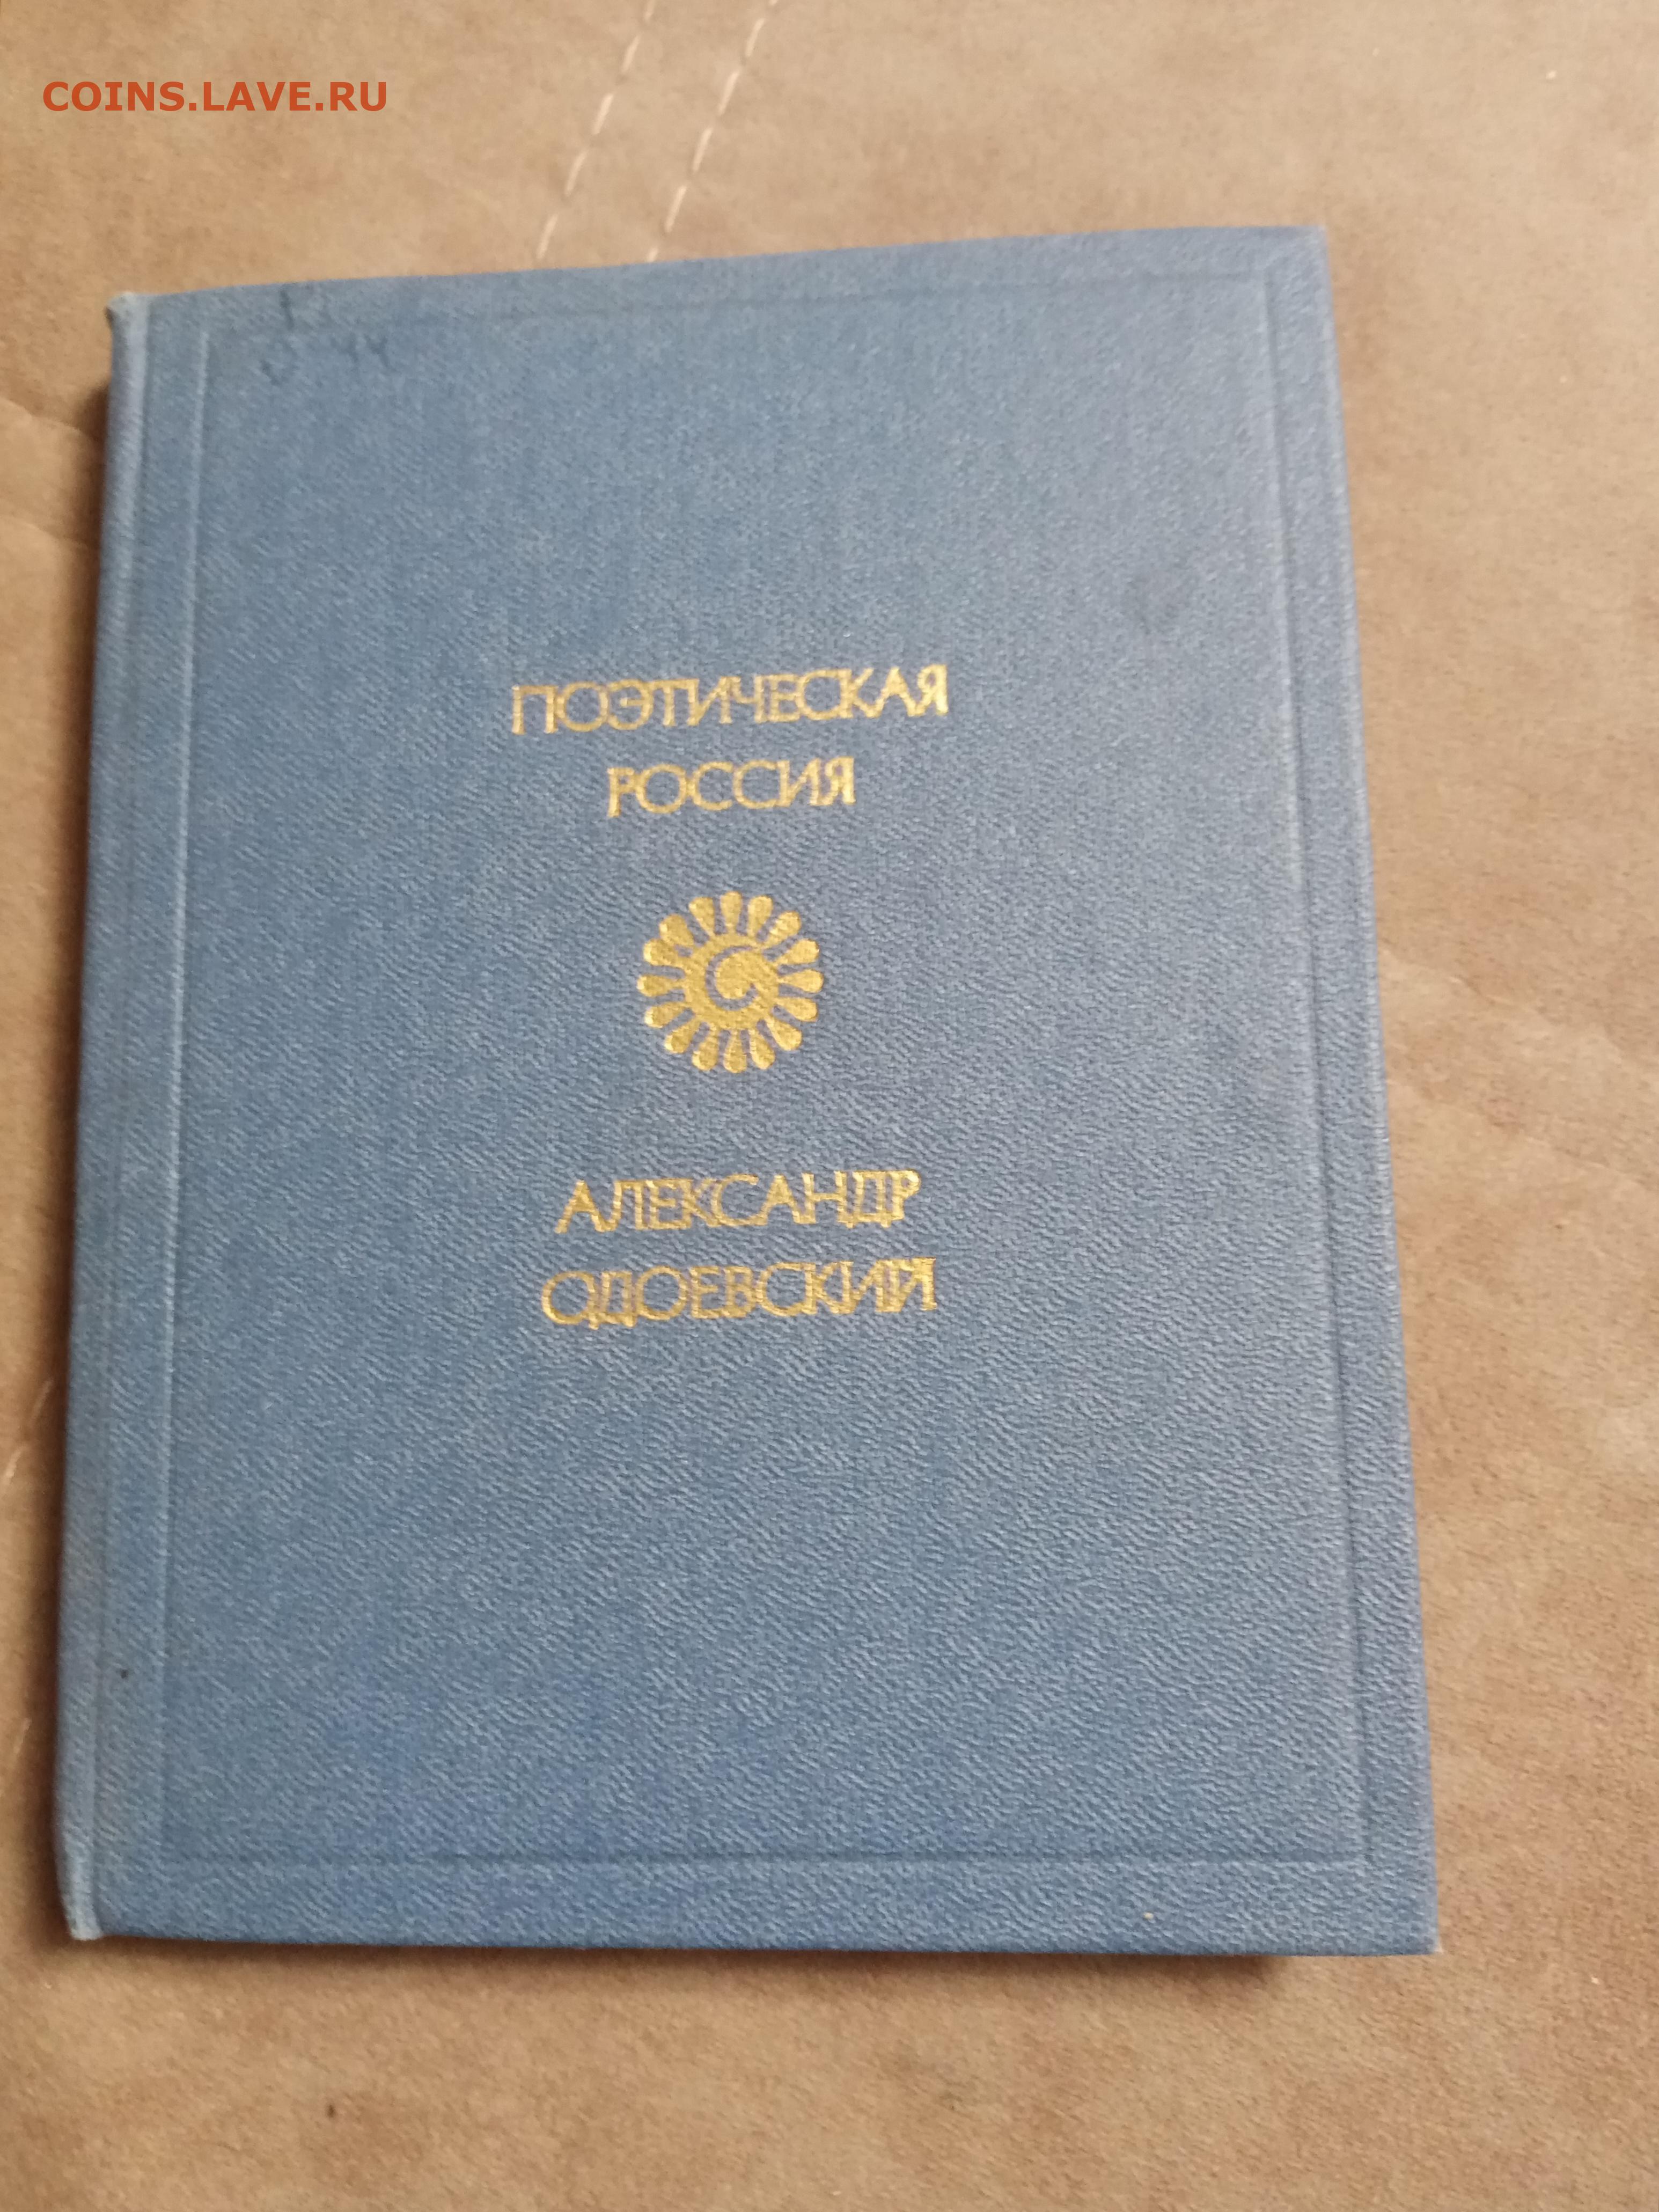 COINS.LAVE.RU
ПОЭТИЧЕСКАЯ
РОССИЯ
АЛЕКСАНДР
ОДОЕВСКИЙ